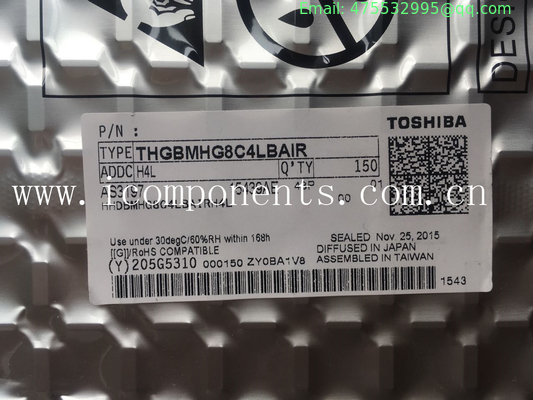 Email: 475532995@qq.com
DES
P/N :
TOSHIBA
TYPE THGBMHG8C4LBAIR
ADDC H4L Q'TY 150
www.icomponents.com
Use under 30degC/60%RH within 168h
SEALED Nov 25, 2015
[[G]]/RoHS COMPATIBLE
DIFFUSED IN JAPAN
(Y)205G5310 000150 ZY0BA1V8
ASSEMBLED IN TAIWAN
1543